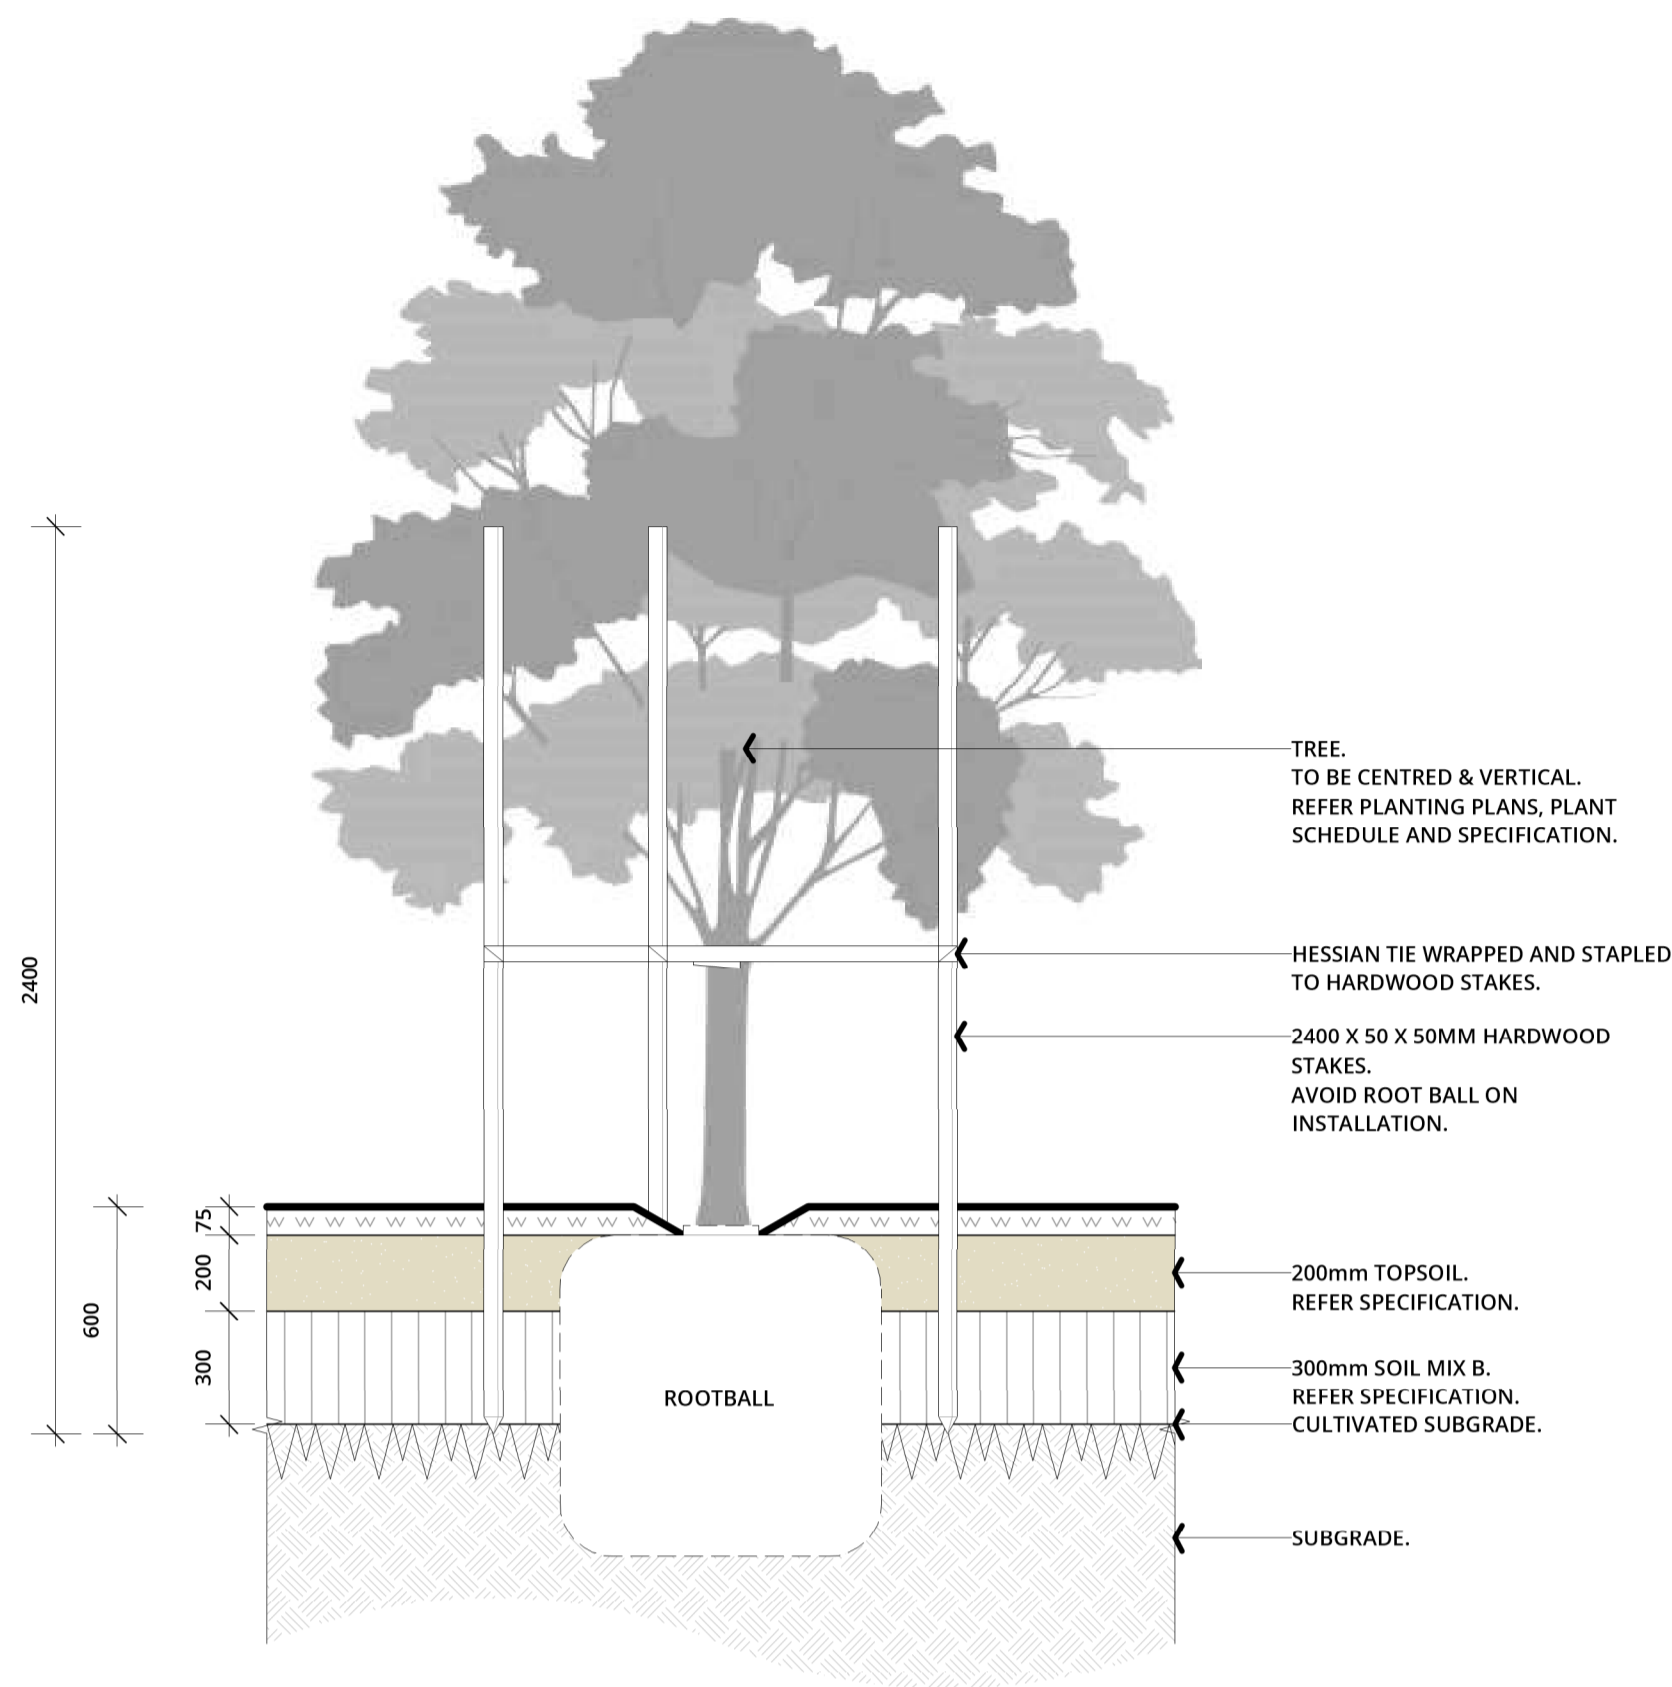 TREE.
TO BE CENTRED & VERTICAL.
REFER PLANTING PLANS, PLANT
SCHEDULE AND SPECIFICATION.
HESSIAN TIE WRAPPED AND STAPLED
TO HARDWOOD STAKES.
2400 X 50 X 50MM HARDWOOD
STAKES.
AVOID ROOT BALL ON
INSTALLATION.
2400
600
75
200
300
200mm TOPSOIL.
REFER SPECIFICATION.
300mm SOIL MIX B.
REFER SPECIFICATION.
CULTIVATED SUBGRADE.
ROOTBALL
SUBGRADE.